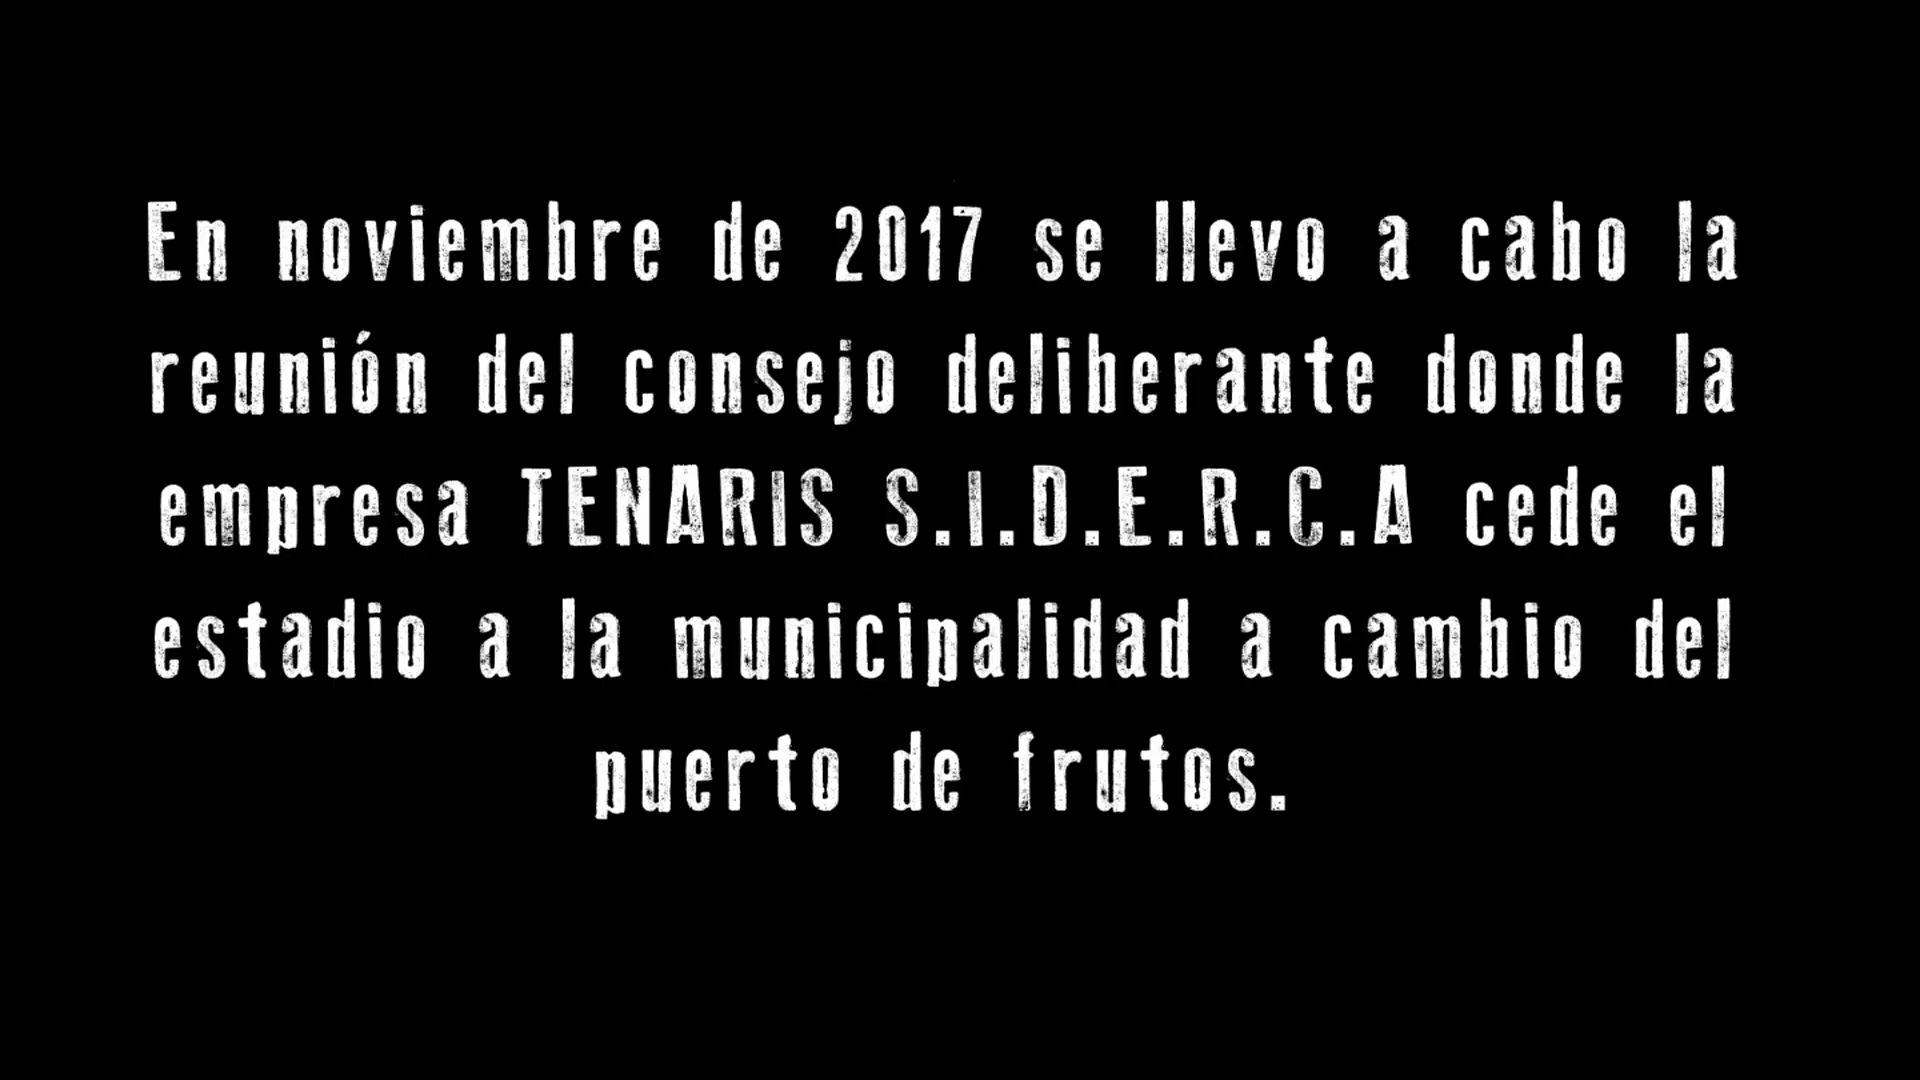 En noviembre de 2017 se llevo a cabo la
reunión del consejo deliberante donde la
empresa TENARIS S.I.D.E.R.C.A cede el
estadio a la municipalidad a cambio del
puerto de frutos.